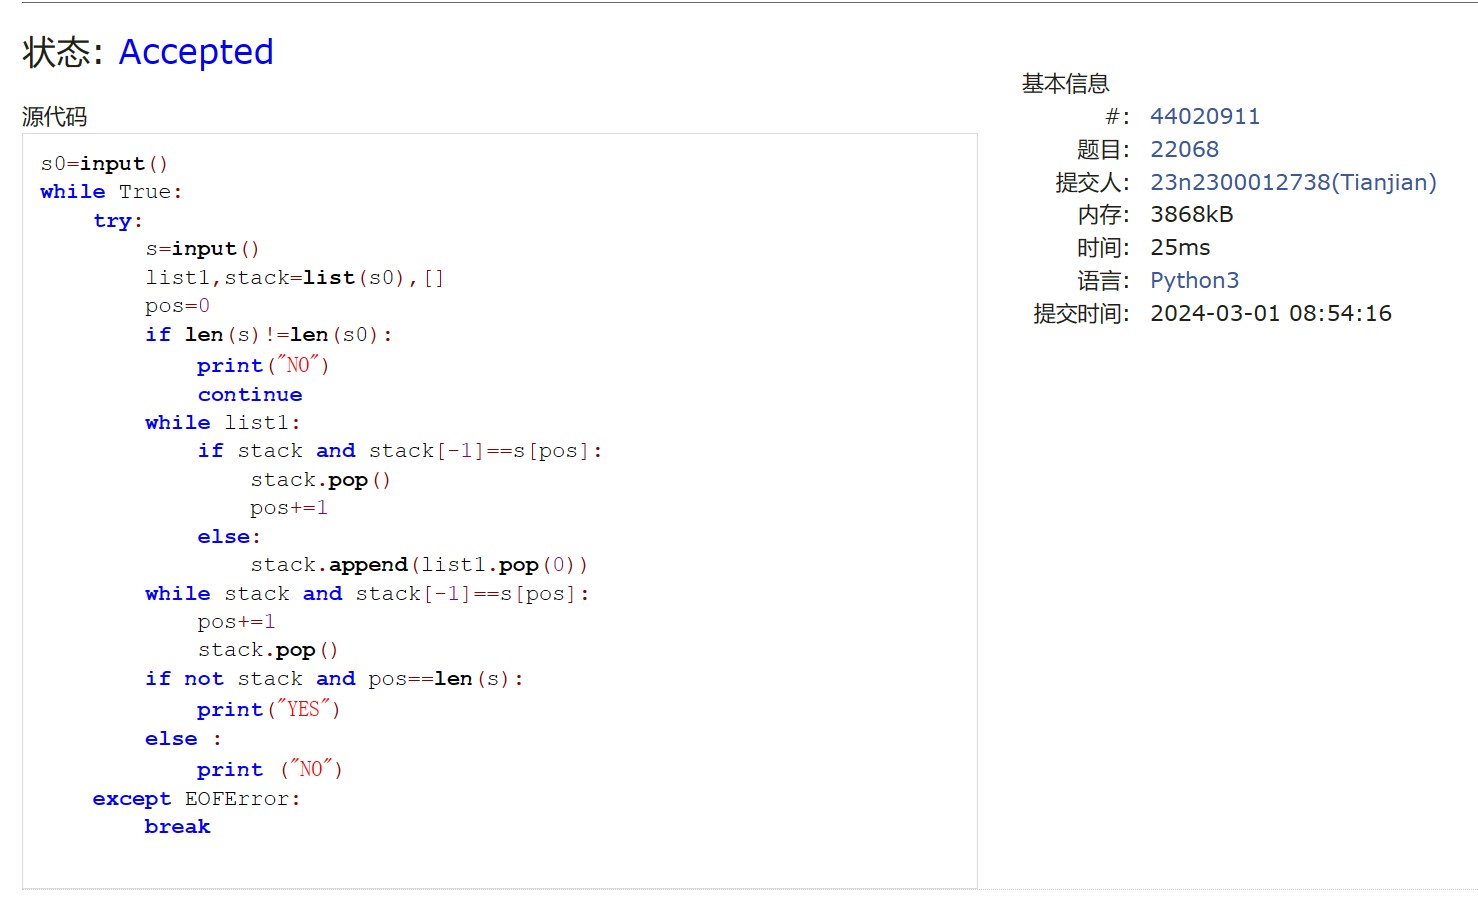 状态: Accepted
源代码
s0=input()
while True:
    try:
        s=input()
        list1,stack=list(s0),[]
        pos=0
        if len(s)!=len(s0):
            print("NO")
            continue
        while list1:
            if stack and stack[-1]==s[pos]:
                stack.pop()
                pos+=1
            else:
                stack.append(list1.pop(0))
        while stack and stack[-1]==s[pos]:
            pos+=1
            stack.pop()
        if not stack and pos==len(s):
            print("YES")
        else :
            print ("NO")
    except EOFError:
        break
基本信息
#: 44020911
题目: 22068
提交人: 23n2300012738(Tianjian)
内存: 3868kB
时间: 25ms
语言: Python3
提交时间: 2024-03-01 08:54:16